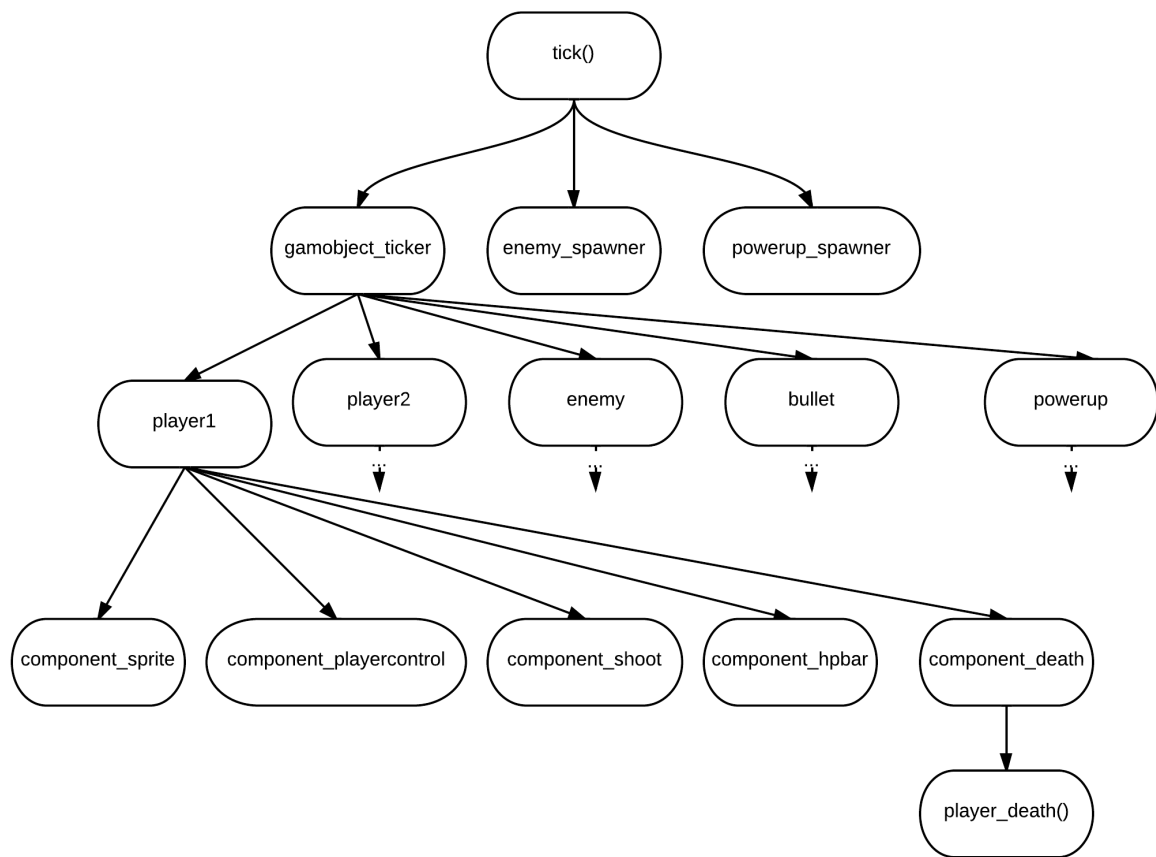 tick()
gamobject_ticker
enemy_spawner
powerup_spawner
player1
player2
enemy
bullet
powerup
...
...
...
...
component_sprite
component_playercontrol
component_shoot
component_hpbar
component_death
player_death()